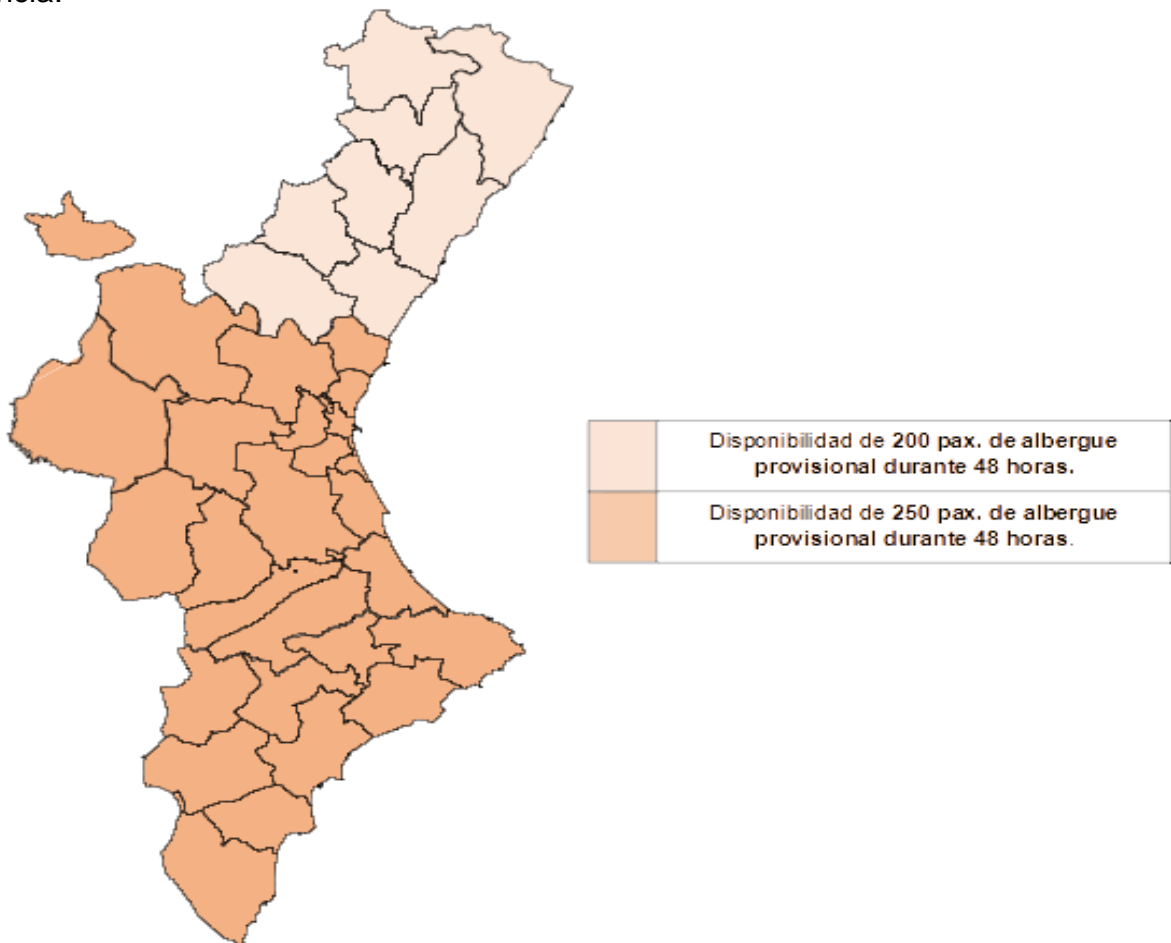 ncia.
Disponibilidad de 200 pax. de albergue
provisional durante 48 horas.
Disponibilidad de 250 pax. de albergue
provisional durante 48 horas.